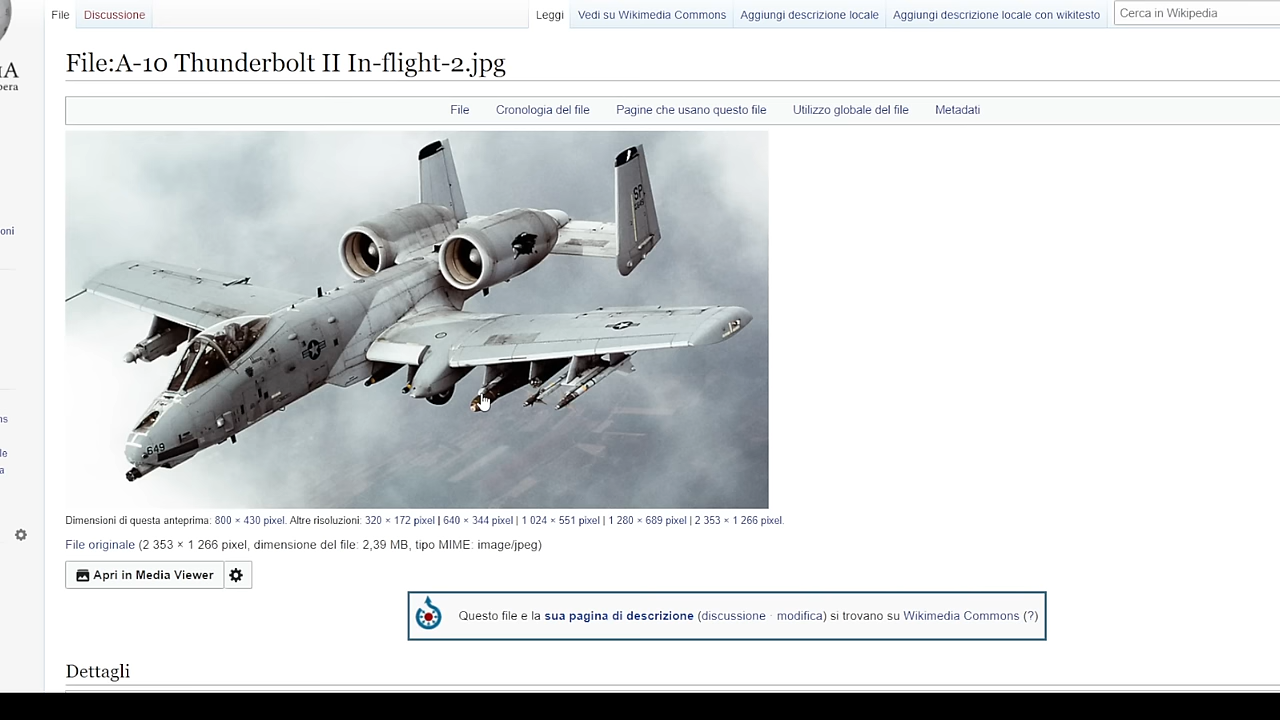 File Discussione Leggi Vedi su Wikimedia Commons Aggiungi descrizione locale Aggiungi descrizione locale con wikitesto Cerca in Wikipedia
File:A-10 Thunderbolt II In-flight-2.jpg
File Cronologia del file Pagine che usano questo file Utilizzo globale del file Metadati
SP
649
Dimensioni di questa anteprima: 800 × 430 pixel. Altre risoluzioni: 320 × 172 pixel | 640 × 344 pixel | 1 024 × 551 pixel | 1 280 × 689 pixel | 2 353 × 1 266 pixel.
File originale (2 353 × 1 266 pixel, dimensione del file: 2,39 MB, tipo MIME: image/jpeg)
Apri in Media Viewer
Questo file e la sua pagina di descrizione (discussione · modifica) si trovano su Wikimedia Commons (?)
Dettagli